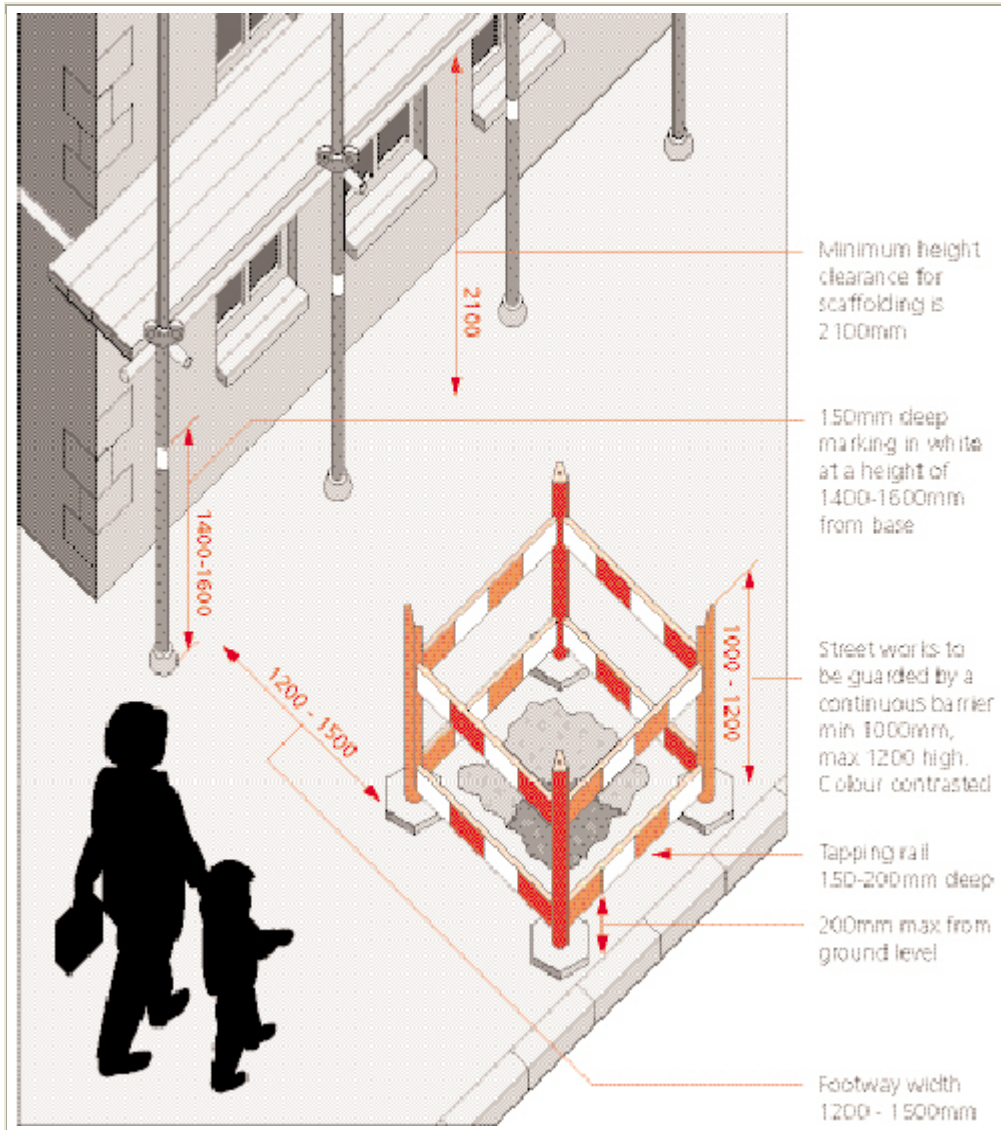 2100
Minimum height
clearance for
scaffolding is
2100mm
1400-1600
150mm deep
marking in white
at a height of
1400-1600mm
from base
1200 - 1500
1000 - 1200
Street works to
be guarded by a
continuous barrier
min 1000mm,
max 1200 high.
Colour contrasted
Tapping rail
150-200mm deep
200mm max from
ground level
Footway width
1200 - 1500mm